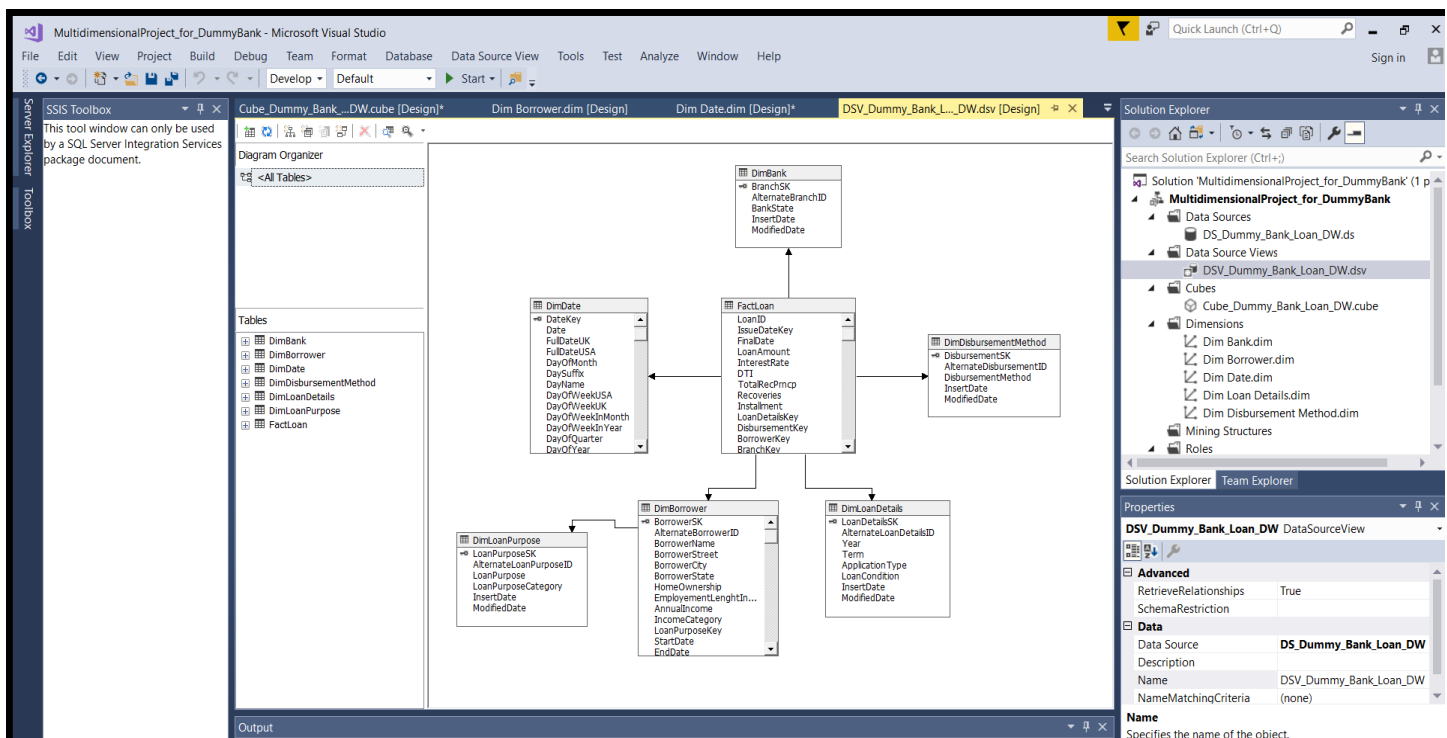 MultidimensionalProject_for_DummyBank - Microsoft Visual Studio
Quick Launch (Ctrl+Q)
File Edit View Project Build Debug Team Format Database Data Source View Tools Test Analyze Window Help
Sign in
Develop Default Start
Server Explorer
Toolbox
SSIS Toolbox
This tool window can only be used
by a SQL Server Integration Services
package document.
Cube_Dummy_Bank_...DW.cube [Design]* Dim Borrower.dim [Design] Dim Date.dim [Design]* DSV_Dummy_Bank_L..._DW.dsv [Design]
Diagram Organizer
<All Tables>
Tables
DimBank
DimBorrower
DimDate
DimDisbursementMethod
DimLoanDetails
DimLoanPurpose
FactLoan
DimBank
BranchSK
AlternateBranchID
BankState
InsertDate
ModifiedDate
DimDate
DateKey
Date
FullDateUK
FullDateUSA
DayOfMonth
DaySuffix
DayName
DayOfWeekUSA
DayOfWeekUK
DayOfWeekInMonth
DayOfWeekInYear
DayOfQuarter
DayOfYear
FactLoan
LoanID
IssueDateKey
FinalDate
LoanAmount
InterestRate
DTI
TotalRecPrncp
Recoveries
Installment
LoanDetailsKey
DisbursementKey
BorrowerKey
BranchKey
DimDisbursementMethod
DisbursementSK
AlternateDisbursementID
DisbursementMethod
InsertDate
ModifiedDate
DimLoanPurpose
LoanPurposeSK
AlternateLoanPurposeID
LoanPurpose
LoanPurposeCategory
InsertDate
ModifiedDate
DimBorrower
BorrowerSK
AlternateBorrowerID
BorrowerName
BorrowerStreet
BorrowerCity
BorrowerState
HomeOwnership
EmployementLenghtIn...
AnnualIncome
IncomeCategory
LoanPurposeKey
StartDate
EndDate
DimLoanDetails
LoanDetailsSK
AlternateLoanDetailsID
Year
Term
ApplicationType
LoanCondition
InsertDate
ModifiedDate
Output
Solution Explorer
Search Solution Explorer (Ctrl+;)
Solution 'MultidimensionalProject_for_DummyBank' (1 p
MultidimensionalProject_for_DummyBank
Data Sources
DS_Dummy_Bank_Loan_DW.ds
Data Source Views
DSV_Dummy_Bank_Loan_DW.dsv
Cubes
Cube_Dummy_Bank_Loan_DW.cube
Dimensions
Dim Bank.dim
Dim Borrower.dim
Dim Date.dim
Dim Loan Details.dim
Dim Disbursement Method.dim
Mining Structures
Roles
Solution Explorer Team Explorer
Properties
DSV_Dummy_Bank_Loan_DW DataSourceView
Advanced
RetrieveRelationships True
SchemaRestriction
Data
Data Source DS_Dummy_Bank_Loan_DW
Description
Name DSV_Dummy_Bank_Loan_DW
NameMatchingCriteria (none)
Name
Specifies the name of the object.